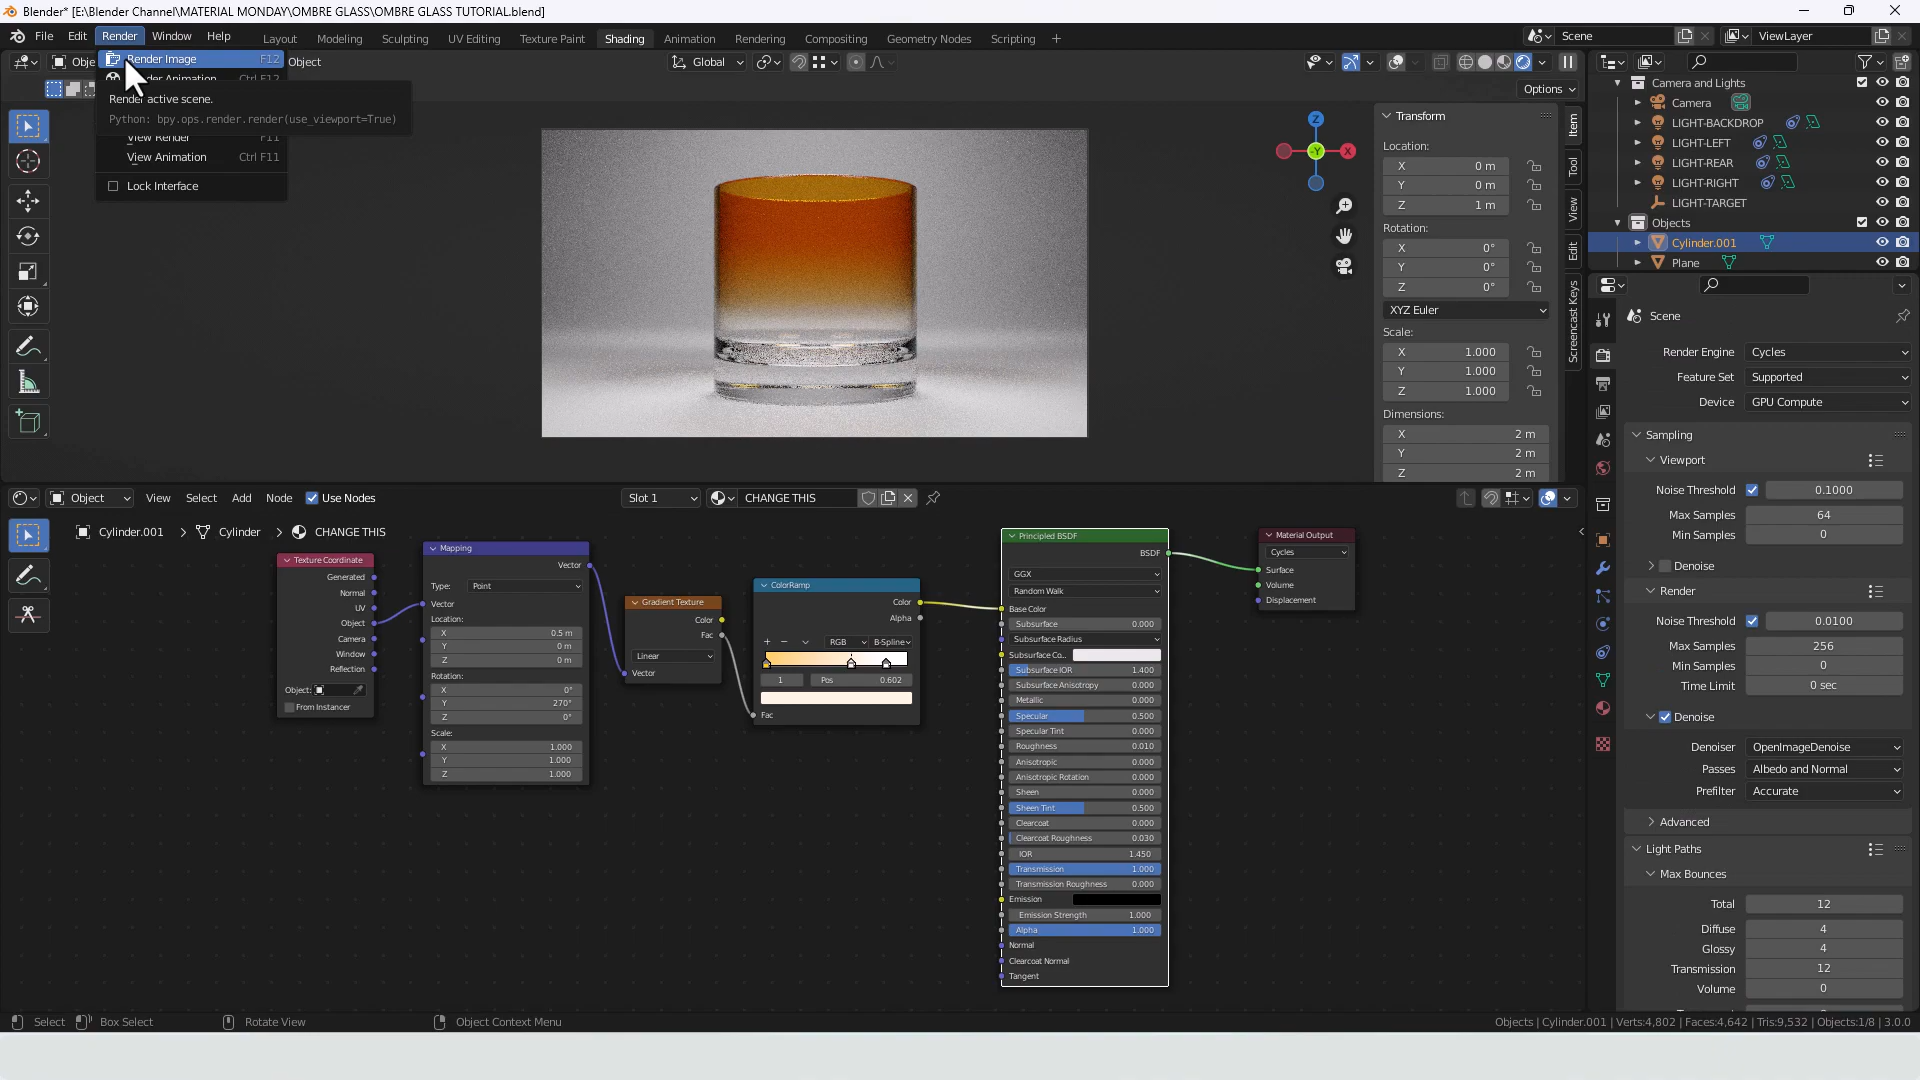 Blender* [E:\Blender Channel\MATERIAL MONDAY\OMBRE GLASS\OMBRE GLASS TUTORIAL.blend]
File Edit Render Window Help
Layout Modeling Sculpting UV Editing Texture Paint Shading Animation Rendering Compositing Geometry Nodes Scripting +
Scene
ViewLayer
Render Image F12
Render active scene.
Python: bpy.ops.render.render(use_viewport=True)
View Animation Ctrl F11
Lock Interface
Object
Global
Options
Z
-Y
X
Transform
Location:
X 0 m
Y 0 m
Z 1 m
Rotation:
X 0°
Y 0°
Z 0°
XYZ Euler
Scale:
X 1.000
Y 1.000
Z 1.000
Dimensions:
X 2 m
Y 2 m
Z 2 m
Item
Tool
View
Edit
Screencast Keys
Camera and Lights
Camera
LIGHT-BACKDROP
LIGHT-LEFT
LIGHT-REAR
LIGHT-RIGHT
LIGHT-TARGET
Objects
Cylinder.001
Plane
Scene
Render Engine Cycles
Feature Set Supported
Device GPU Compute
Sampling
Viewport
Noise Threshold 0.1000
Max Samples 64
Min Samples 0
Denoise
Render
Noise Threshold 0.0100
Max Samples 256
Min Samples 0
Time Limit 0 sec
Denoise
Denoiser OpenImageDenoise
Passes Albedo and Normal
Prefilter Accurate
Advanced
Light Paths
Max Bounces
Total 12
Diffuse 4
Glossy 4
Transmission 12
Volume 0
Object View Select Add Node Use Nodes
Slot 1
CHANGE THIS
Cylinder.001 > Cylinder > CHANGE THIS
Texture Coordinate
Generated
Normal
UV
Object
Camera
Window
Reflection
Object:
From Instancer
Mapping
Vector
Type: Point
Vector
Location:
X 0.5 m
Y 0 m
Z 0 m
Rotation:
X 0°
Y 270°
Z 0°
Scale:
X 1.000
Y 1.000
Z 1.000
Gradient Texture
Color
Fac
Linear
Vector
ColorRamp
Color
Alpha
+ − RGB B-Spline
1 Pos 0.602
Fac
Principled BSDF
BSDF
GGX
Random Walk
Base Color
Subsurface 0.000
Subsurface Radius
Subsurface Co..
Subsurface IOR 1.400
Subsurface Anisotropy 0.000
Metallic 0.000
Specular 0.500
Specular Tint 0.000
Roughness 0.010
Anisotropic 0.000
Anisotropic Rotation 0.000
Sheen 0.000
Sheen Tint 0.500
Clearcoat 0.000
Clearcoat Roughness 0.030
IOR 1.450
Transmission 1.000
Transmission Roughness 0.000
Emission
Emission Strength 1.000
Alpha 1.000
Normal
Clearcoat Normal
Tangent
Material Output
Cycles
Surface
Volume
Displacement
Select Box Select Rotate View Object Context Menu
Objects | Cylinder.001 | Verts:4,802 | Faces:4,642 | Tris:9,532 | Objects:1/8 | 3.0.0